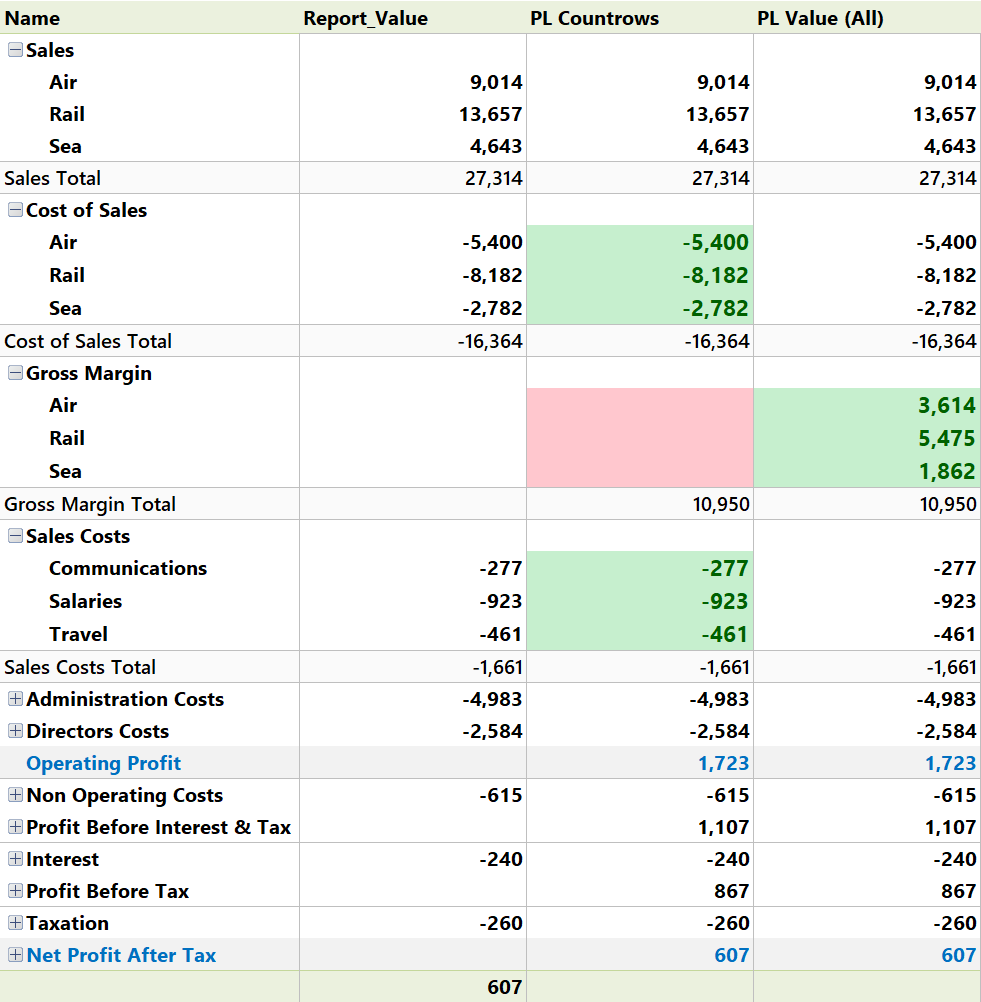 Name Report_Value PL Countrows PL Value (All)
Sales
Air 9,014 9,014 9,014
Rail 13,657 13,657 13,657
Sea 4,643 4,643 4,643
Sales Total 27,314 27,314 27,314
Cost of Sales
Air -5,400 -5,400 -5,400
Rail -8,182 -8,182 -8,182
Sea -2,782 -2,782 -2,782
Cost of Sales Total -16,364 -16,364 -16,364
Gross Margin
Air 3,614
Rail 5,475
Sea 1,862
Gross Margin Total 10,950 10,950
Sales Costs
Communications -277 -277 -277
Salaries -923 -923 -923
Travel -461 -461 -461
Sales Costs Total -1,661 -1,661 -1,661
Administration Costs -4,983 -4,983 -4,983
Directors Costs -2,584 -2,584 -2,584
Operating Profit 1,723 1,723
Non Operating Costs -615 -615 -615
Profit Before Interest & Tax 1,107 1,107
Interest -240 -240 -240
Profit Before Tax 867 867
Taxation -260 -260 -260
Net Profit After Tax 607 607
607